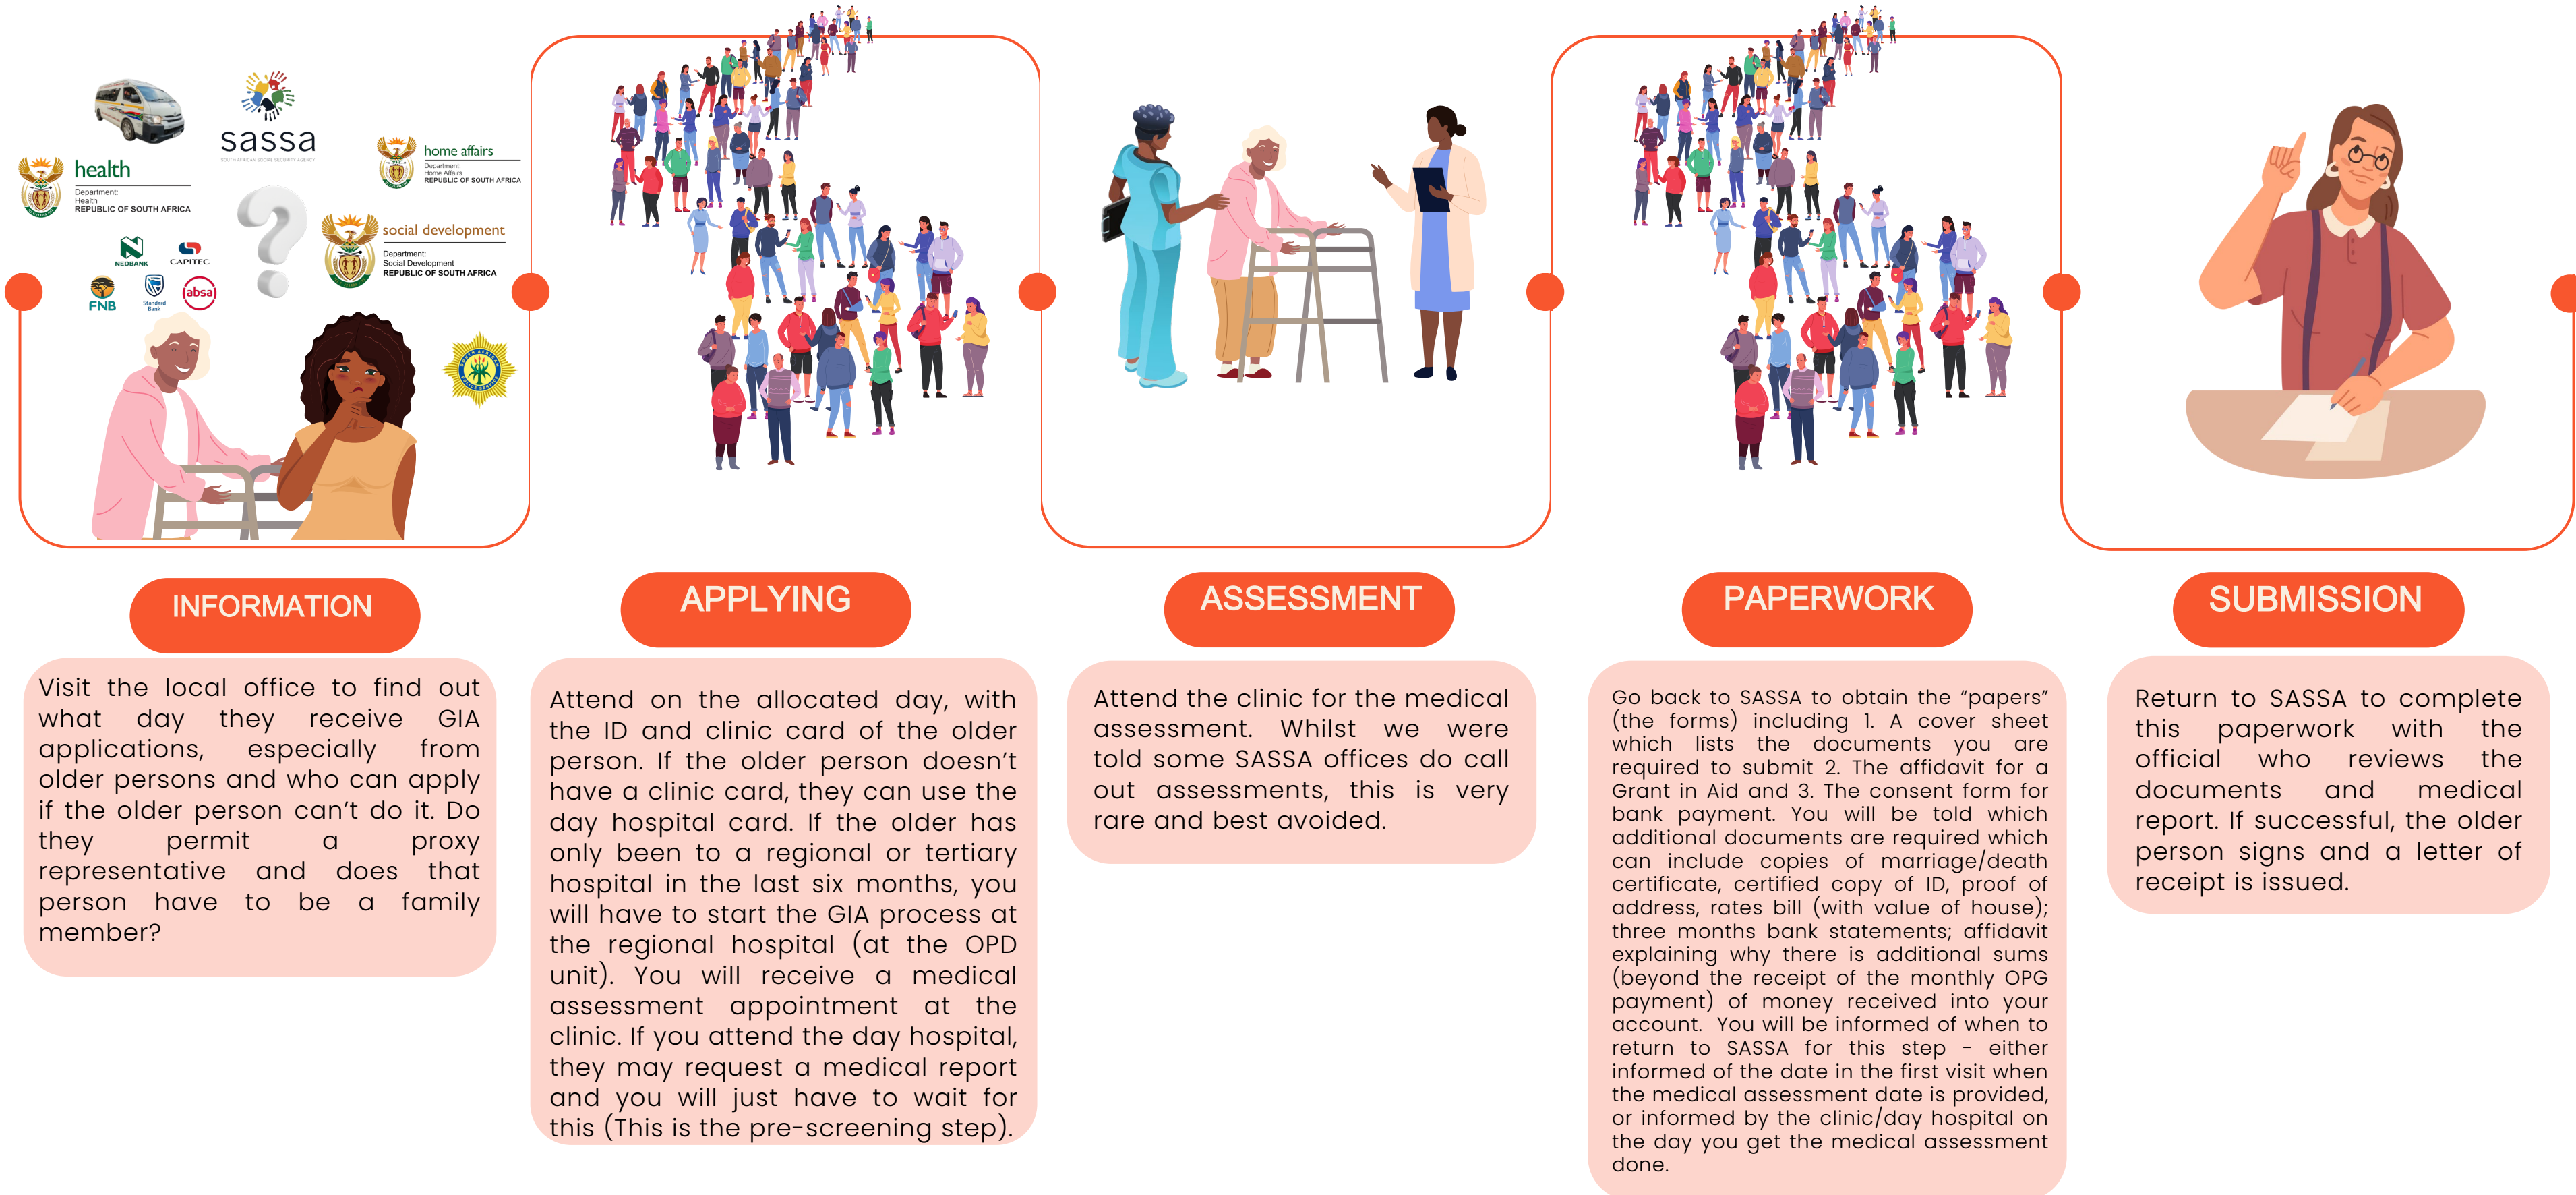 sassa
SOUTH AFRICAN SOCIAL SECURITY AGENCY
health
Department:
Health
REPUBLIC OF SOUTH AFRICA
home affairs
Department:
Home Affairs
REPUBLIC OF SOUTH AFRICA
social development
Department:
Social Development
REPUBLIC OF SOUTH AFRICA
NEDBANK
CAPITEC
FNB
Standard
Bank
absa
INFORMATION
Visit the local office to find out
what day they receive GIA
applications, especially from
older persons and who can apply
if the older person can't do it. Do
they permit a proxy
representative and does that
person have to be a family
member?
APPLYING
Attend on the allocated day, with
the ID and clinic card of the older
person. If the older person doesn't
have a clinic card, they can use the
day hospital card. If the older has
only been to a regional or tertiary
hospital in the last six months, you
will have to start the GIA process at
the regional hospital (at the OPD
unit). You will receive a medical
assessment appointment at the
clinic. If you attend the day hospital,
they may request a medical report
and you will just have to wait for
this (This is the pre-screening step).
ASSESSMENT
Attend the clinic for the medical
assessment. Whilst we were
told some SASSA offices do call
out assessments, this is very
rare and best avoided.
PAPERWORK
Go back to SASSA to obtain the “papers”
(the forms) including 1. A cover sheet
which lists the documents you are
required to submit 2. The affidavit for a
Grant in Aid and 3. The consent form for
bank payment. You will be told which
additional documents are required which
can include copies of marriage/death
certificate, certified copy of ID, proof of
address, rates bill (with value of house);
three months bank statements; affidavit
explaining why there is additional sums
(beyond the receipt of the monthly OPG
payment) of money received into your
account. You will be informed of when to
return to SASSA for this step - either
informed of the date in the first visit when
the medical assessment date is provided,
or informed by the clinic/day hospital on
the day you get the medical assessment
done.
SUBMISSION
Return to SASSA to complete
this paperwork with the
official who reviews the
documents and medical
report. If successful, the older
person signs and a letter of
receipt is issued.